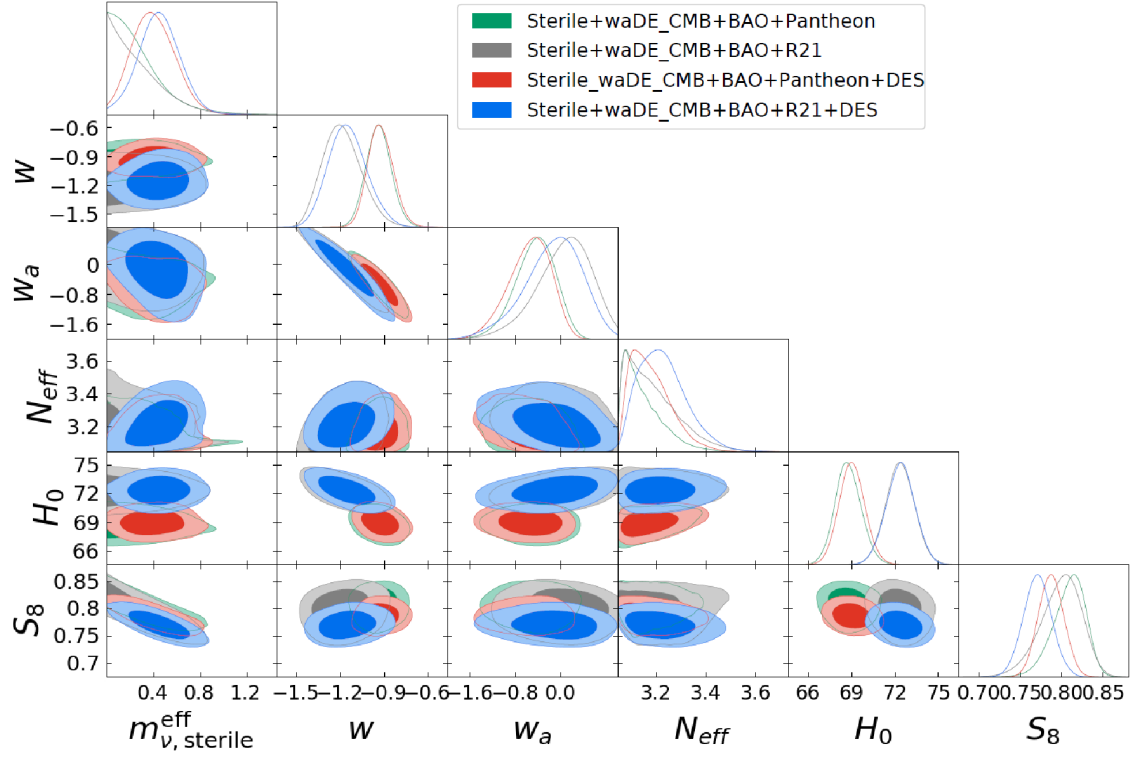 Sterile+waDE_CMB+BAO+Pantheon
Sterile+waDE_CMB+BAO+R21
Sterile_waDE_CMB+BAO+Pantheon+DES
Sterile+waDE_CMB+BAO+R21+DES
w
−0.6
−0.9
−1.2
−1.5
w_a
0
−0.8
−1.6
N_eff
3.6
3.4
3.2
H_0
75
72
69
66
S_8
0.85
0.8
0.75
0.7
0.4 0.8 1.2
−1.5 −1.2 −0.9 −0.6
−1.6 −0.8 0.0
3.2 3.4 3.6
66 69 72 75
0.70 0.75 0.80 0.85
m^eff_ν, sterile
w
w_a
N_eff
H_0
S_8